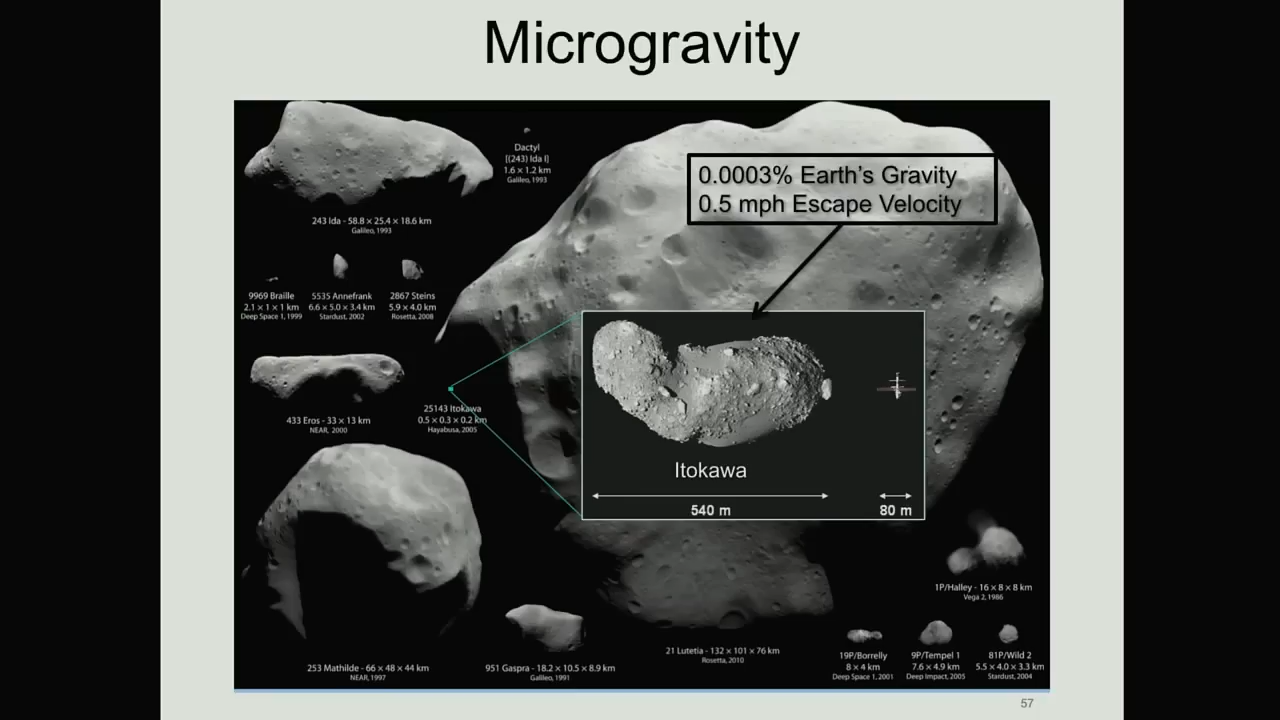 Microgravity
Dactyl
[(243) Ida I]
1.6 × 1.2 km
Galileo, 1993
0.0003% Earth's Gravity
0.5 mph Escape Velocity
243 Ida - 58.8 × 25.4 × 18.6 km
Galileo, 1993
9969 Braille
2.1 × 1 × 1 km
Deep Space 1, 1999
5535 Annefrank
6.6 × 5.0 × 3.4 km
Stardust, 2002
2867 Steins
5.9 × 4.0 km
Rosetta, 2008
433 Eros - 33 × 13 km
NEAR, 2000
25143 Itokawa
0.5 × 0.3 × 0.2 km
Hayabusa, 2005
Itokawa
540 m
80 m
1P/Halley - 16 × 8 × 8 km
Vega 2, 1986
253 Mathilde - 66 × 48 × 44 km
NEAR, 1997
951 Gaspra - 18.2 × 10.5 × 8.9 km
Galileo, 1991
21 Lutetia - 132 × 101 × 76 km
Rosetta, 2010
19P/Borrelly
8 × 4 km
Deep Space 1, 2001
9P/Tempel 1
7.6 × 4.9 km
Deep Impact, 2005
81P/Wild 2
5.5 × 4.0 × 3.3 km
Stardust, 2004
57